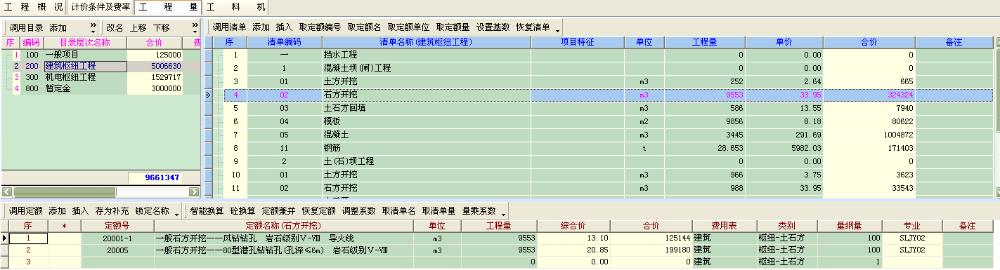 工 程 概 况 计价条件及费率 工 程 量 工 料 机
调用目录 添加 » 改名 上移 下移 »
序 编码 目录层次名称 合价 费
1 100 一般项目 125000
2 200 建筑枢纽工程 5006630
3 300 机电枢纽工程 1529717
4 800 暂定金 3000000
9661347
调用清单 添加 插入 取定额编号 取定额名 取定额单位 取定额量 设置基数 恢复清单
序 清单编码 清单名称(建筑枢纽工程) 项目特征 单位 工程量 单价 合价 备注
1 一 挡水工程 0 0.00 0
2 1 混凝土坝(闸)工程 0 0.00 0
3 01 土方开挖 m3 252 2.64 665
4 02 石方开挖 m3 9553 33.95 324324
5 03 土石方回填 m3 586 13.55 7940
6 04 模板 m2 9856 8.18 80622
7 05 混凝土 m3 3445 291.69 1004872
8 11 钢筋 t 28.653 5982.03 171403
9 2 土(石)坝工程 0 0.00 0
10 01 土方开挖 m3 966 3.75 3623
11 02 石方开挖 m3 988 33.95 33543
调用定额 添加 插入 存为补充 锁定名称 智能换算 砼换算 定额兼并 恢复定额 调整系数 取清单名 取清单量 量乘系数
序 * 定额号 定额名称(石方开挖) 单位 工程量 综合价 合价 费用表 类别 量纲量 专业 备注
1 20001-1 一般石方开挖——风钻钻孔 岩石级别Ⅴ-Ⅷ 导火线 m3 9553 13.10 125144 建筑 枢纽-土石方 100 SLJY02
2 20005 一般石方开挖——80型潜孔钻钻孔(孔深≤6m) 岩石级别Ⅴ-Ⅷ m3 9553 20.85 199180 建筑 枢纽-土石方 100 SLJY02
3 0 0.00 0 建筑 枢纽-土石方 1